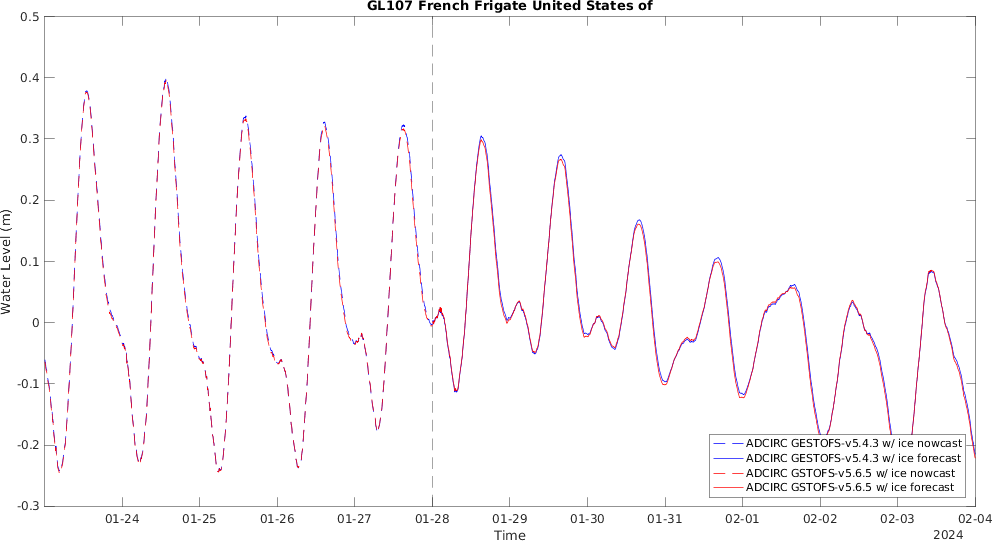 GL107 French Frigate United States of
0.5
0.4
0.3
0.2
0.1
0
-0.1
-0.2
-0.3
Water Level (m)
ADCIRC GESTOFS-v5.4.3 w/ ice nowcast
ADCIRC GESTOFS-v5.4.3 w/ ice forecast
ADCIRC GSTOFS-v5.6.5 w/ ice nowcast
ADCIRC GSTOFS-v5.6.5 w/ ice forecast
01-24 01-25 01-26 01-27 01-28 01-29 01-30 01-31 02-01 02-02 02-03 02-04
Time
2024